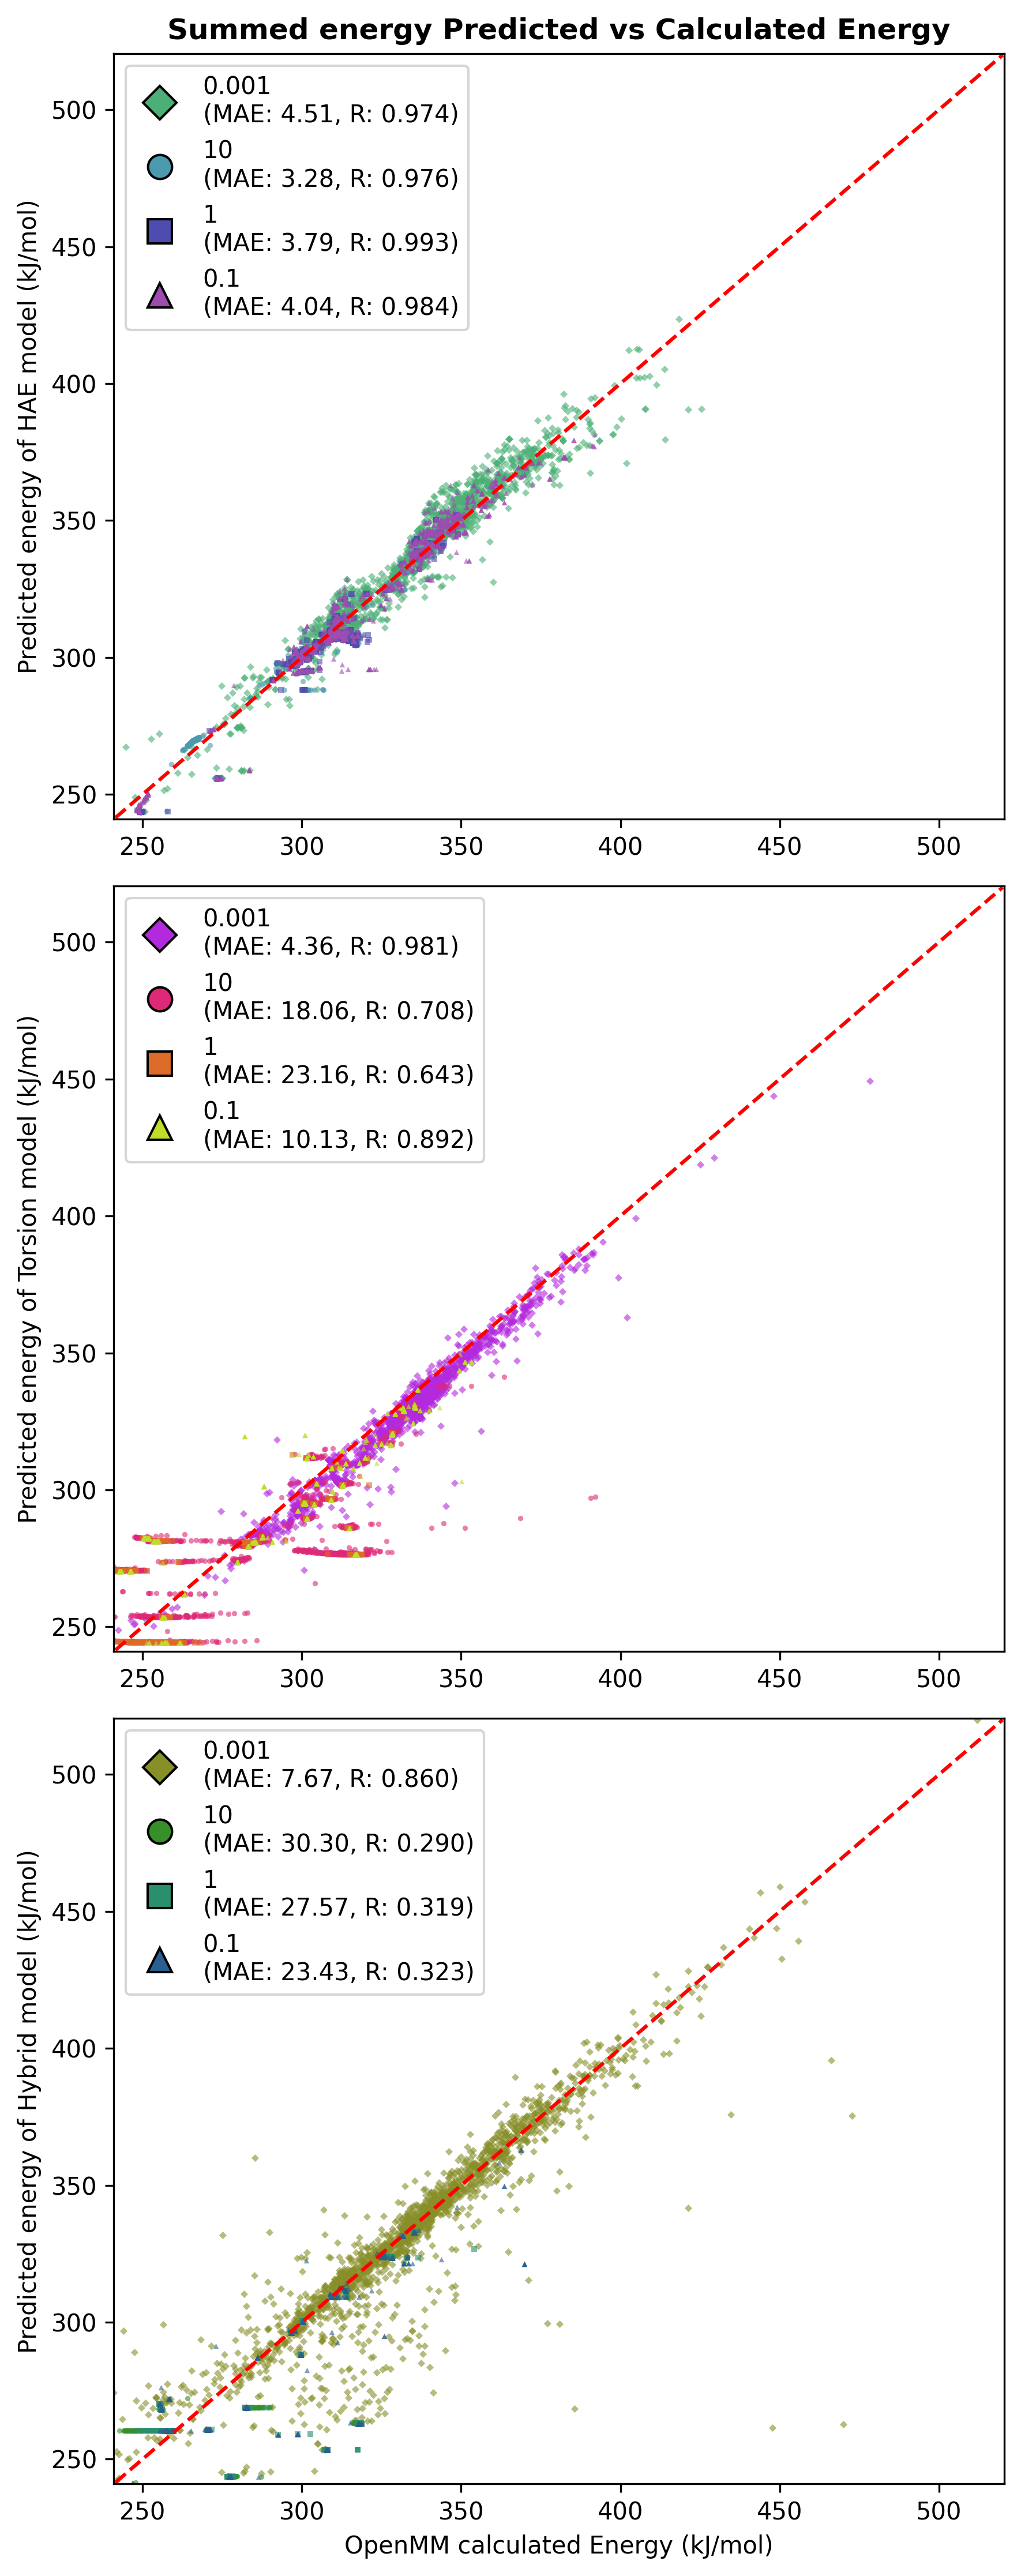 Summed energy Predicted vs Calculated Energy
0.001
(MAE: 4.51, R: 0.974)
10
(MAE: 3.28, R: 0.976)
1
(MAE: 3.79, R: 0.993)
0.1
(MAE: 4.04, R: 0.984)
Predicted energy of HAE model (kJ/mol)
500
450
400
350
300
250
250 300 350 400 450 500
0.001
(MAE: 4.36, R: 0.981)
10
(MAE: 18.06, R: 0.708)
1
(MAE: 23.16, R: 0.643)
0.1
(MAE: 10.13, R: 0.892)
Predicted energy of Torsion model (kJ/mol)
500
450
400
350
300
250
250 300 350 400 450 500
0.001
(MAE: 7.67, R: 0.860)
10
(MAE: 30.30, R: 0.290)
1
(MAE: 27.57, R: 0.319)
0.1
(MAE: 23.43, R: 0.323)
Predicted energy of Hybrid model (kJ/mol)
500
450
400
350
300
250
250 300 350 400 450 500
OpenMM calculated Energy (kJ/mol)